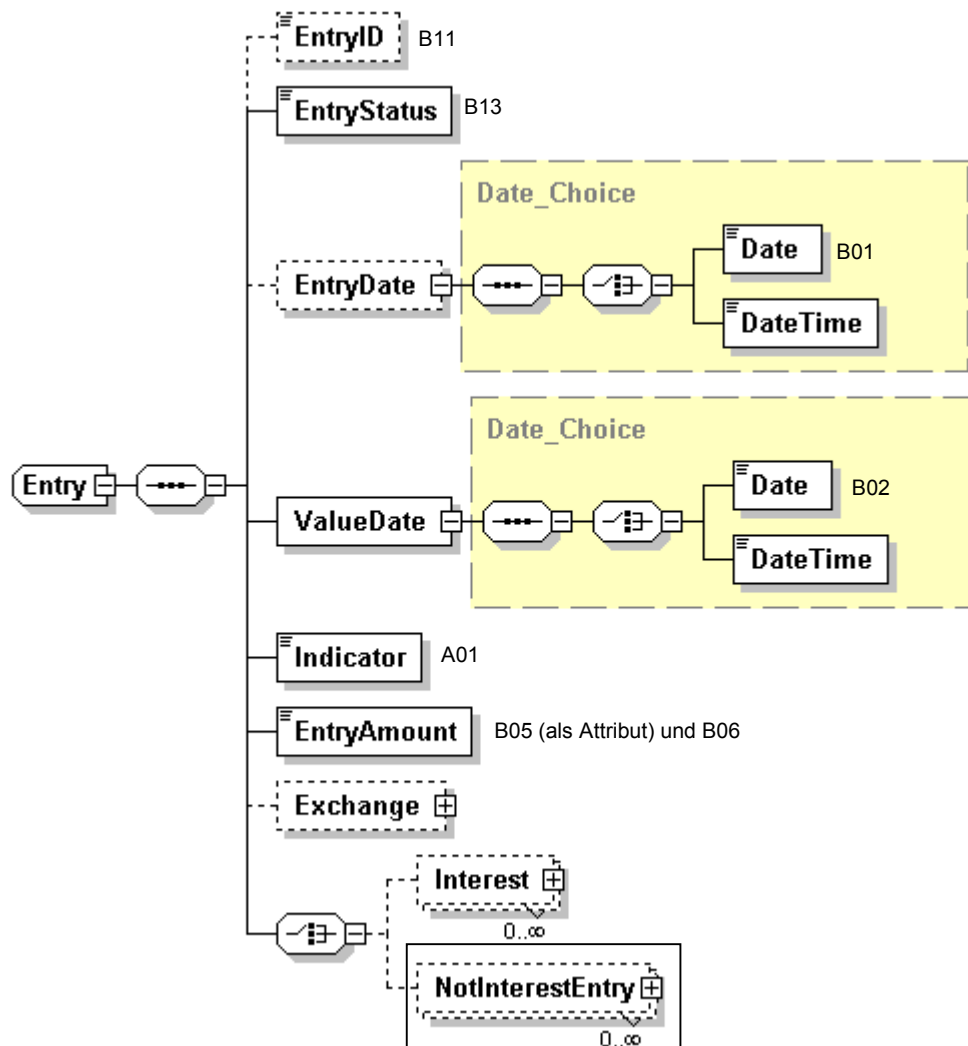 EntryID B11
EntryStatus B13
Date_Choice
Date B01
EntryDate
DateTime
Date_Choice
Date B02
Entry
ValueDate
DateTime
Indicator A01
EntryAmount B05 (als Attribut) und B06
Exchange
Interest
0..∞
NotInterestEntry
0..∞